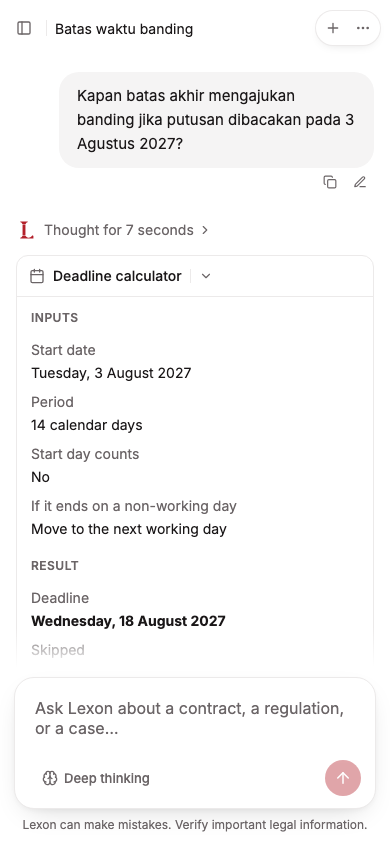 Batas waktu banding
Kapan batas akhir mengajukan
banding jika putusan dibacakan pada 3
Agustus 2027?
L Thought for 7 seconds
Deadline calculator
INPUTS
Start date
Tuesday, 3 August 2027
Period
14 calendar days
Start day counts
No
If it ends on a non-working day
Move to the next working day
RESULT
Deadline
Wednesday, 18 August 2027
Skipped
Ask Lexon about a contract, a regulation,
or a case...
Deep thinking
Lexon can make mistakes. Verify important legal information.